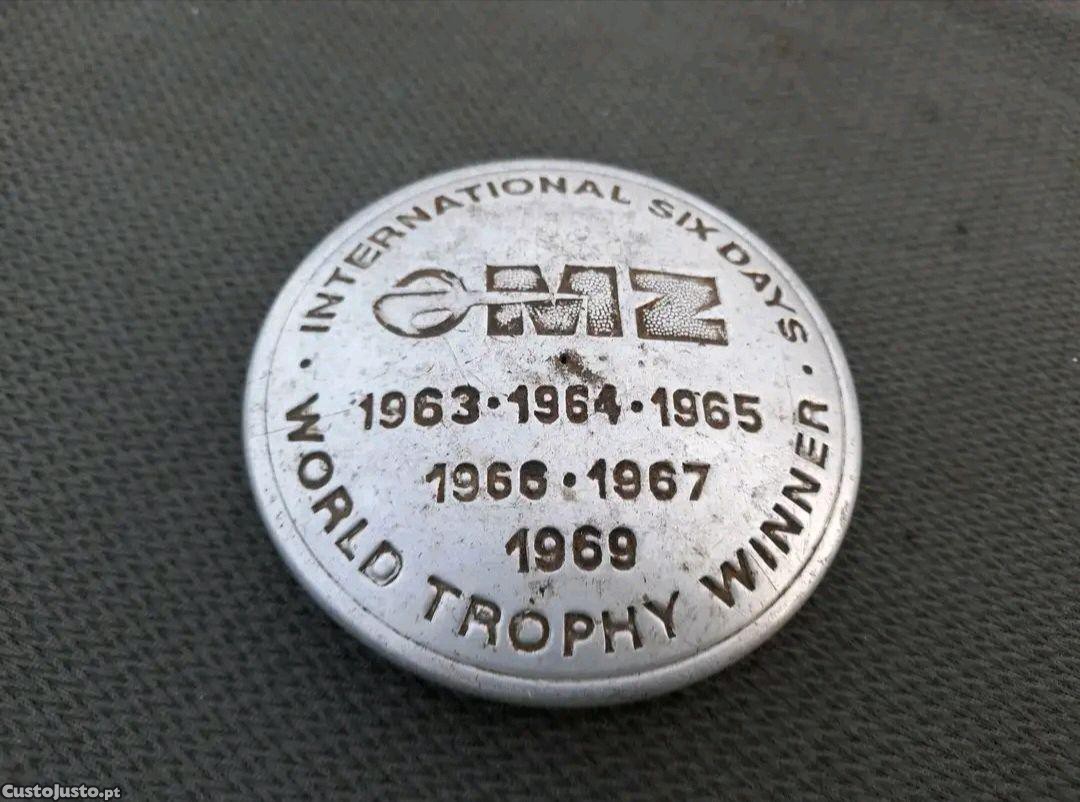 · INTERNATIONAL SIX DAYS ·
MZ
1963·1964·1965
1966·1967
1969
WORLD TROPHY WINNER
CustoJusto.pt